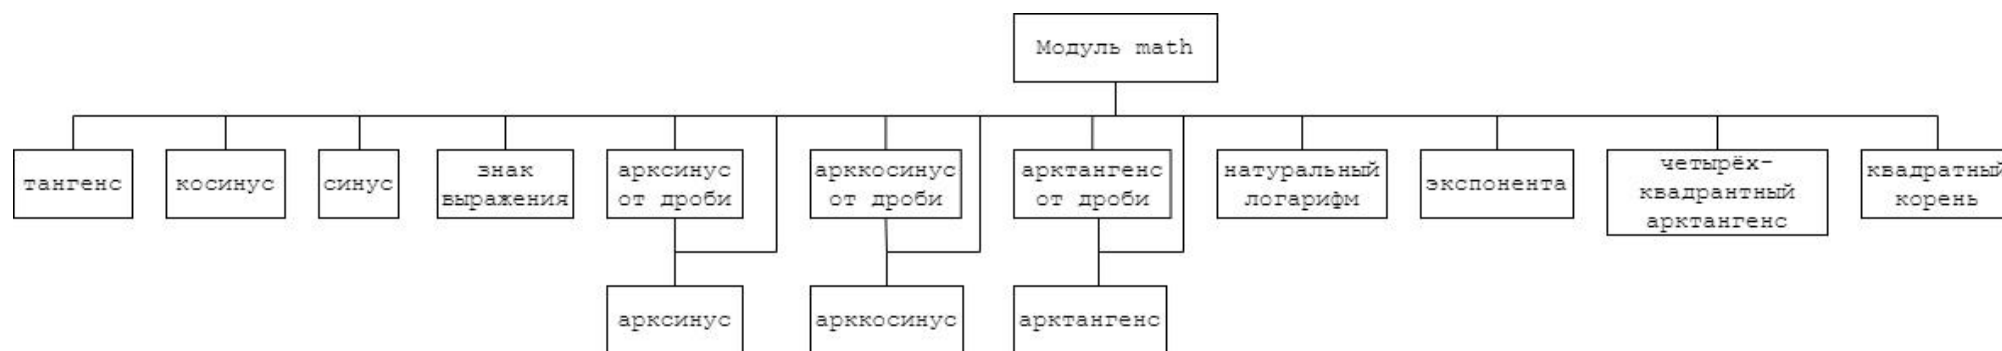 Модуль math
тангенс
косинус
синус
знак
выражения
арксинус
от дроби
арккосинус
от дроби
арктангенс
от дроби
натуральный
логарифм
экспонента
четырёх-
квадрантный
арктангенс
квадратный
корень
арксинус
арккосинус
арктангенс